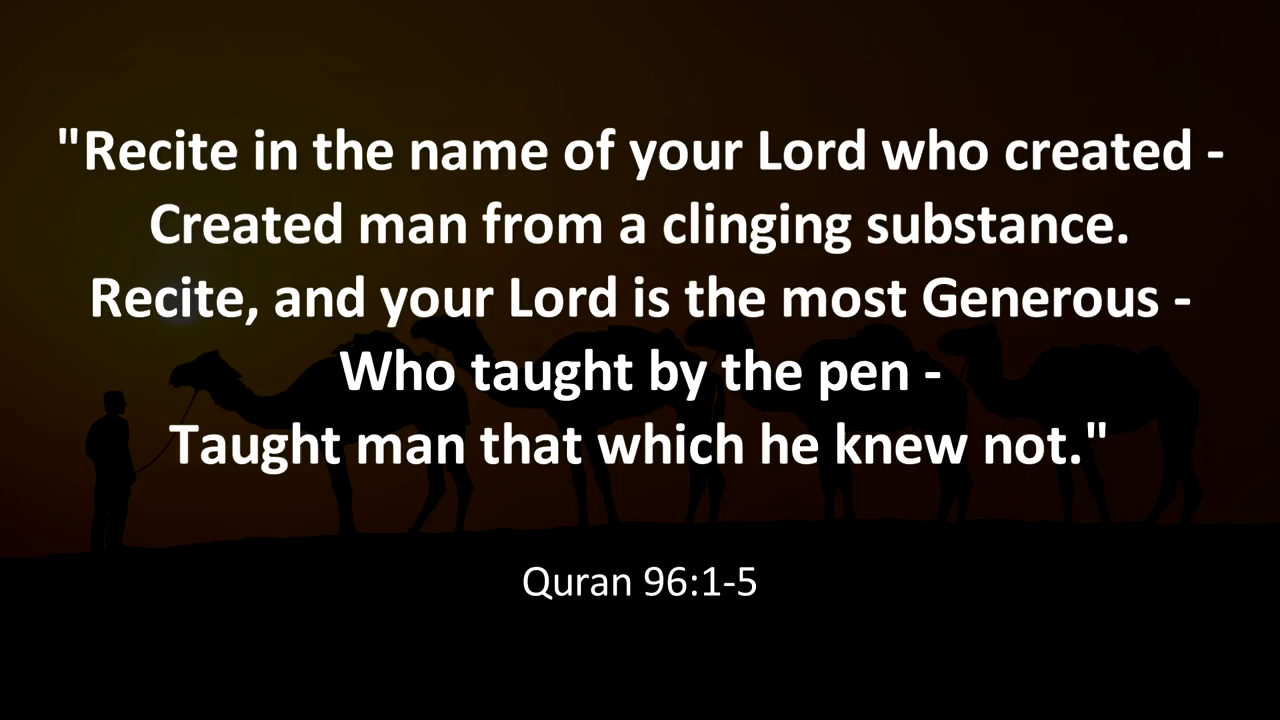 "Recite in the name of your Lord who created -
Created man from a clinging substance.
Recite, and your Lord is the most Generous -
Who taught by the pen -
Taught man that which he knew not."
Quran 96:1-5